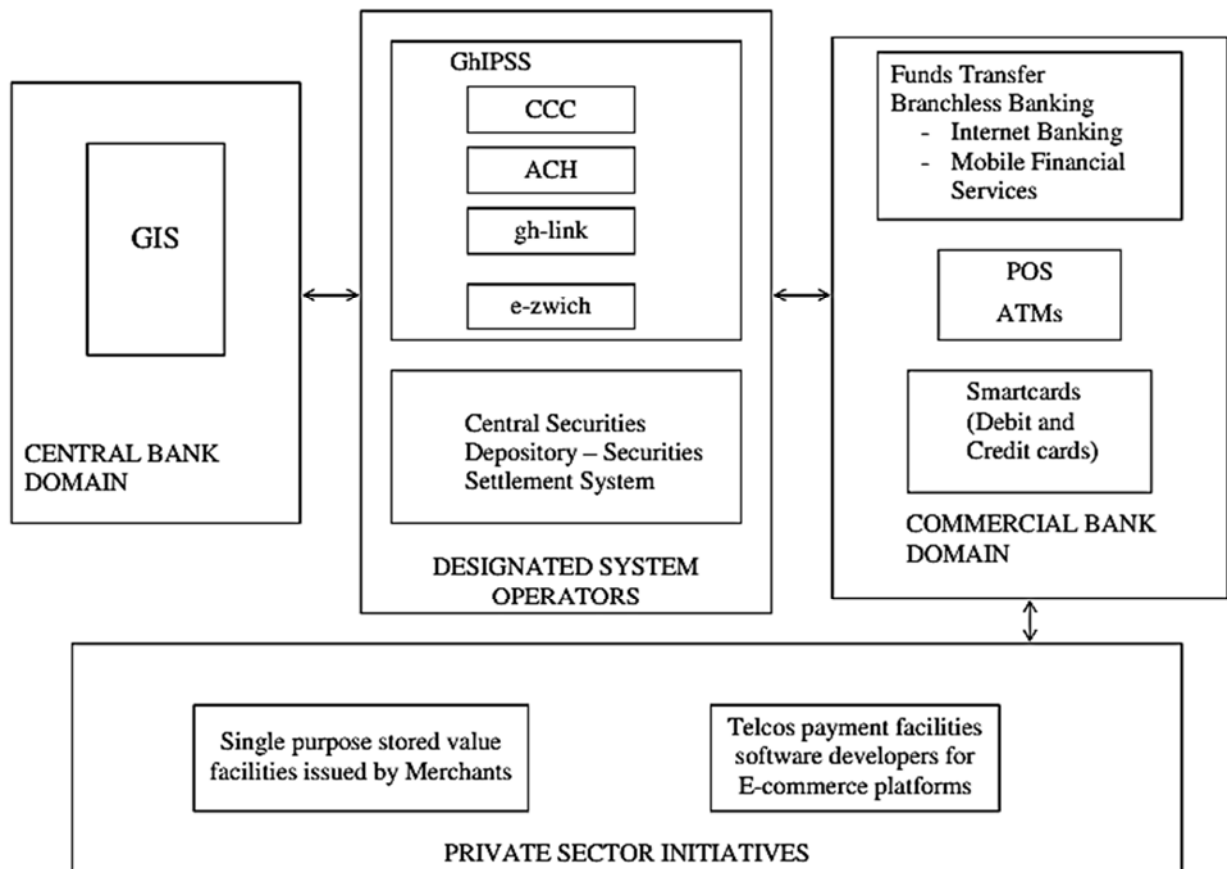 GIS
CENTRAL BANK
DOMAIN
GhIPSS
CCC
ACH
gh-link
e-zwich
Central Securities
Depository – Securities
Settlement System
DESIGNATED SYSTEM
OPERATORS
Funds Transfer
Branchless Banking
- Internet Banking
- Mobile Financial
Services
POS
ATMs
Smartcards
(Debit and
Credit cards)
COMMERCIAL BANK
DOMAIN
Single purpose stored value
facilities issued by Merchants
Telcos payment facilities
software developers for
E-commerce platforms
PRIVATE SECTOR INITIATIVES